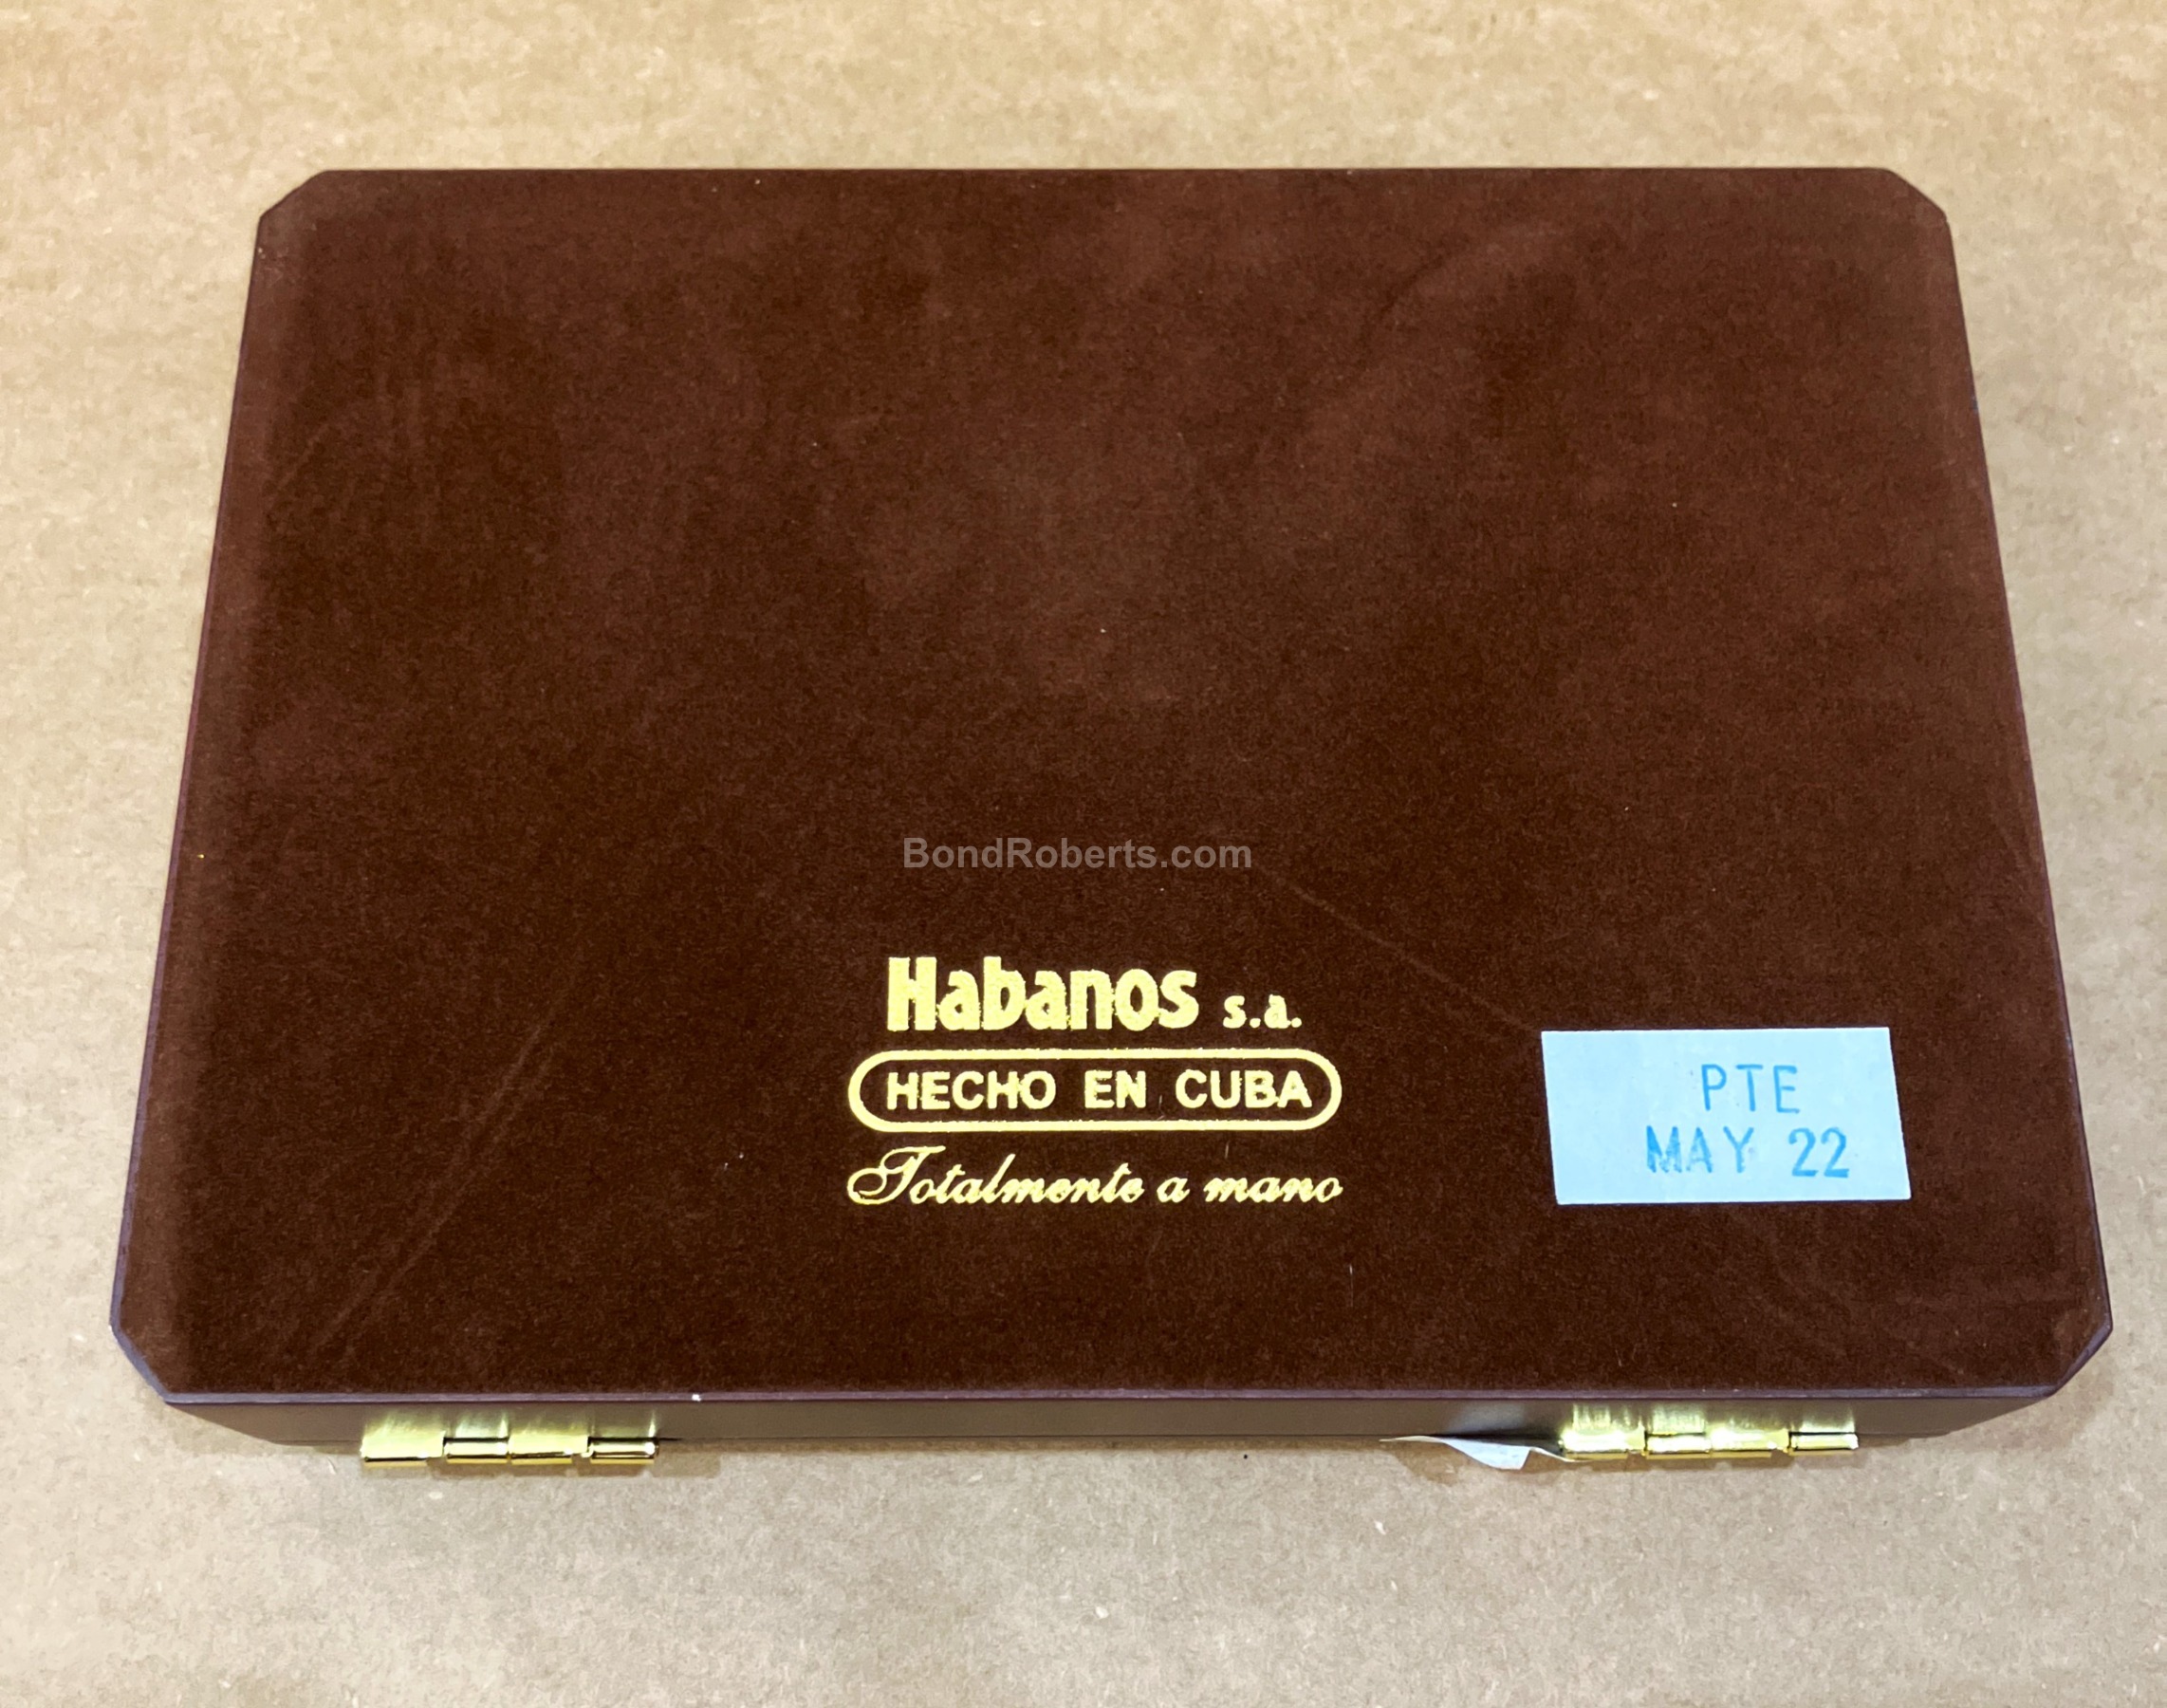 BondRoberts.com
Habanos s.a.
HECHO EN CUBA
Totalmente a mano
PTE
MAY 22